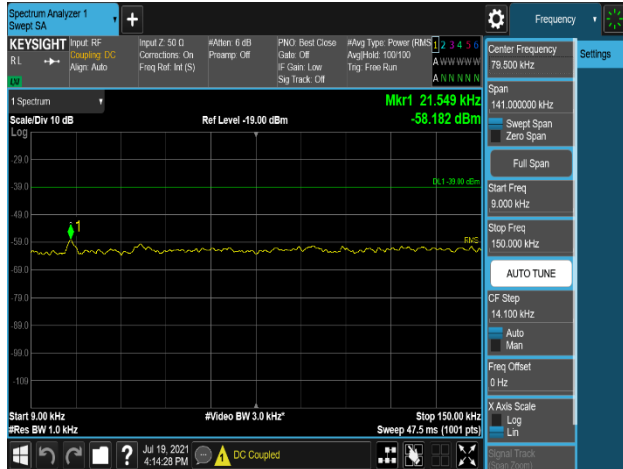 Spectrum Analyzer 1
Swept SA
+
Frequency
Settings
KEYSIGHT
RL
LW
Input: RF
Coupling: DC
Align: Auto
Input Z: 50 Ω
Corrections: On
Freq Ref: Int (S)
#Atten: 6 dB
Preamp: Off
PNO: Best Close
Gate: Off
IF Gain: Low
Sig Track: Off
#Avg Type: Power (RMS)
Avg|Hold: 100/100
Trig: Free Run
1 2 3 4 5 6
A W W W W W
A N N N N N
1 Spectrum
Scale/Div 10 dB
Log
Ref Level -19.00 dBm
Mkr1 21.549 kHz
-58.182 dBm
-29.0
-39.0
DL1 -39.00 dBm
-49.0
1
-59.0
RMS
-69.0
-79.0
-89.0
-99.0
-109
Start 9.00 kHz
#Res BW 1.0 kHz
#Video BW 3.0 kHz*
Stop 150.00 kHz
Sweep 47.5 ms (1001 pts)
?
Jul 19, 2021
4:14:28 PM
DC Coupled
Center Frequency
79.500 kHz
Span
141.000000 kHz
Swept Span
Zero Span
Full Span
Start Freq
9.000 kHz
Stop Freq
150.000 kHz
AUTO TUNE
CF Step
14.100 kHz
Auto
Man
Freq Offset
0 Hz
X Axis Scale
Log
Lin
Signal Track
(Span Zoom)